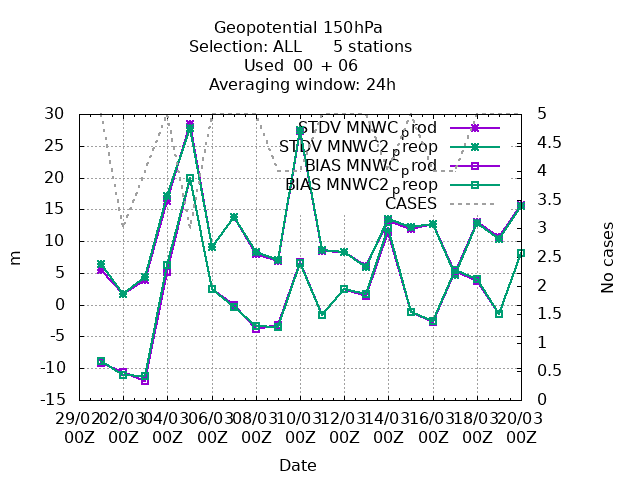 Geopotential 150hPa
Selection: ALL 5 stations
Used 00 + 06
Averaging window: 24h
30
25
20
15
10
5
0
-5
-10
-15
m
5
4.5
4
3.5
3
2.5
2
1.5
1
0.5
0
No cases
STDV MNWC_prod
STDV MNWC2_preop
BIAS MNWC_prod
BIAS MNWC2_preop
CASES
29/02 02/03 04/03 06/03 08/03 10/03 12/03 14/03 16/03 18/03 20/03
00Z 00Z 00Z 00Z 00Z 00Z 00Z 00Z 00Z 00Z 00Z
Date